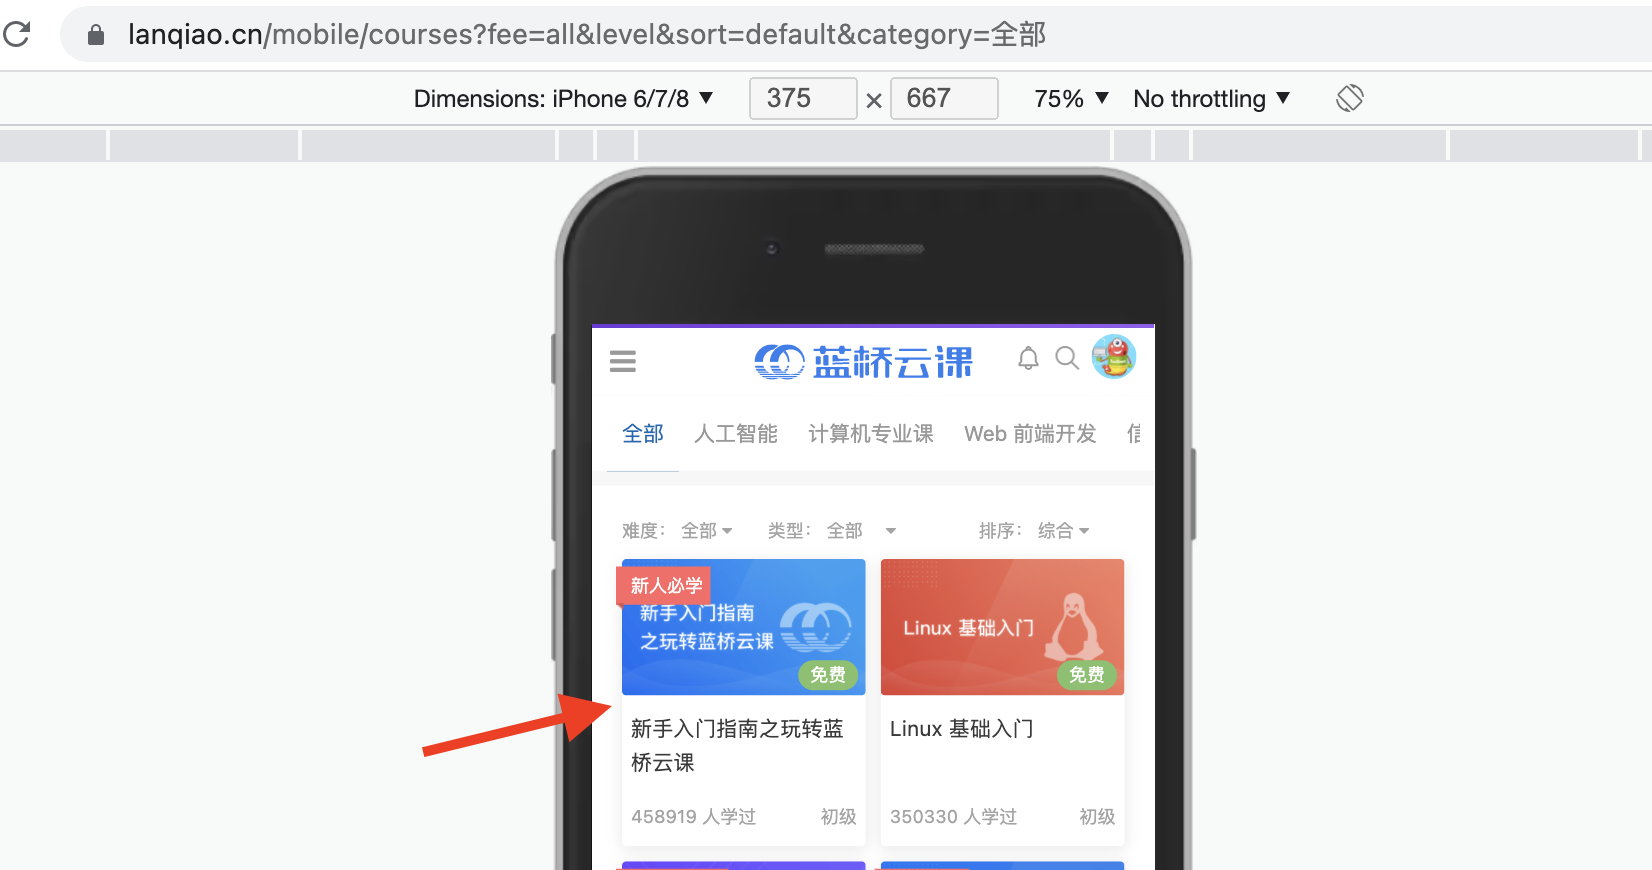 lanqiao.cn/mobile/courses?fee=all&level&sort=default&category=全部
Dimensions: iPhone 6/7/8 ▼ 375 × 667 75% ▼ No throttling ▼
蓝桥云课
全部 人工智能 计算机专业课 Web 前端开发 信
难度： 全部 类型： 全部 排序： 综合
新人必学
新手入门指南
之玩转蓝桥云课
免费
Linux 基础入门
免费
新手入门指南之玩转蓝
桥云课
458919 人学过 初级
Linux 基础入门
350330 人学过 初级